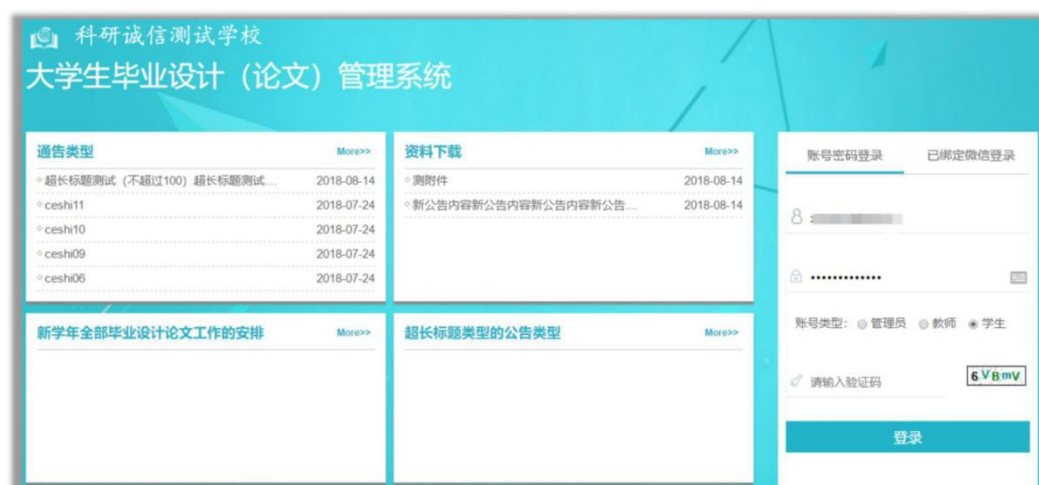 科研诚信测试学校
大学生毕业设计（论文）管理系统
通告类型 More>>
超长标题测试（不超过100）超长标题测试.... 2018-08-14
ceshi11 2018-07-24
ceshi10 2018-07-24
ceshi09 2018-07-24
ceshi06 2018-07-24
资料下载 More>>
测附件 2018-08-14
新公告内容新公告内容新公告内容新公告.... 2018-08-14
新学年全部毕业设计论文工作的安排 More>>
超长标题类型的公告类型 More>>
账号密码登录 已绑定微信登录
账号类型： 管理员 教师 学生
请输入验证码 6VBmV
登录